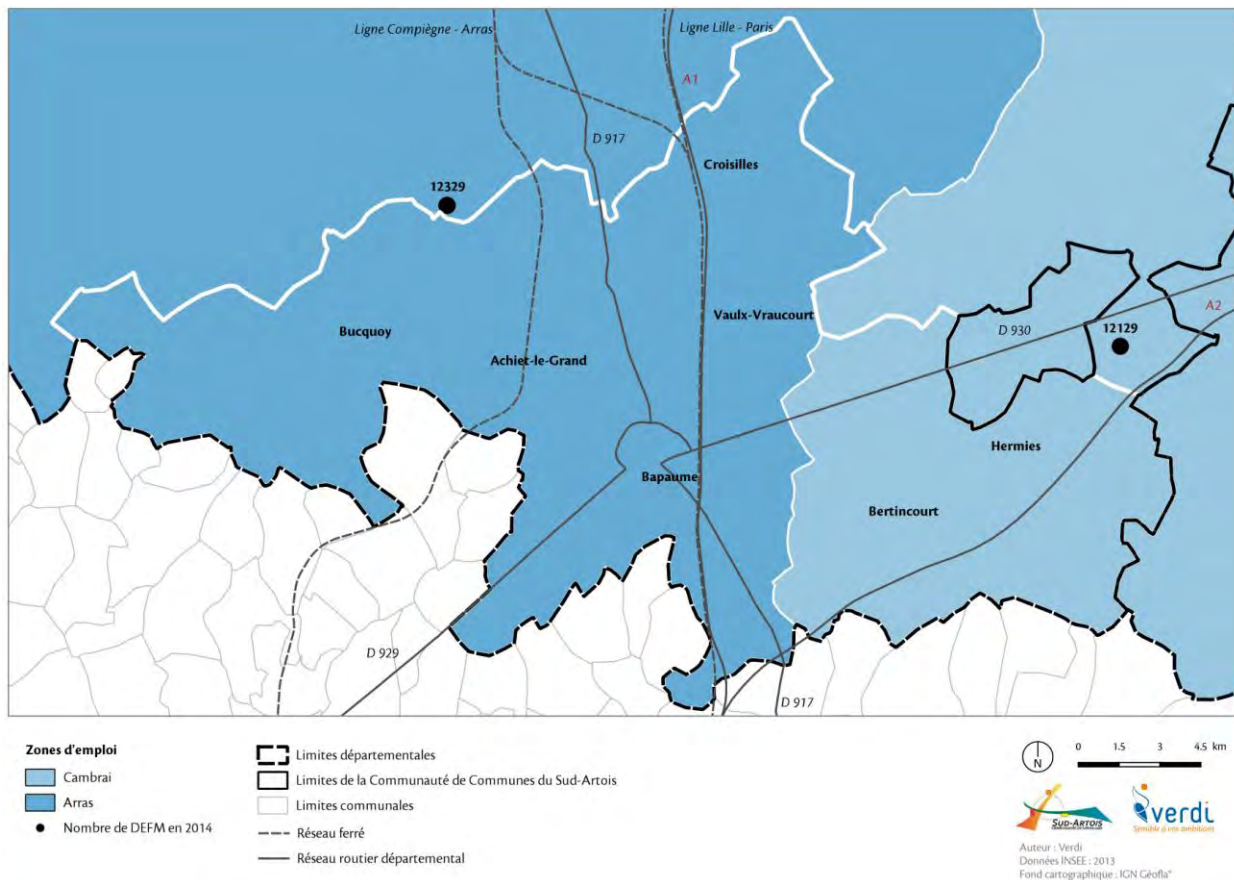 Ligne Compiègne - Arras
Ligne Lille - Paris
A1
D 917
Croisilles
12329
Vaulx-Vraucourt
Bucquoy
D 930
12129
A2
Achiet-le-Grand
Hermies
Bapaume
Bertincourt
D 929
D 917
Zones d'emploi
Cambrai
Arras
Nombre de DEFM en 2014
Limites départementales
Limites de la Communauté de Communes du Sud-Artois
Limites communales
Réseau ferré
Réseau routier départemental
N
0 1.5 3 4.5 km
SUD-ARTOIS
verdi
Sensible à vos ambitions
Auteur : Verdi
Données INSEE : 2013
Fond cartographique : IGN Géofla*